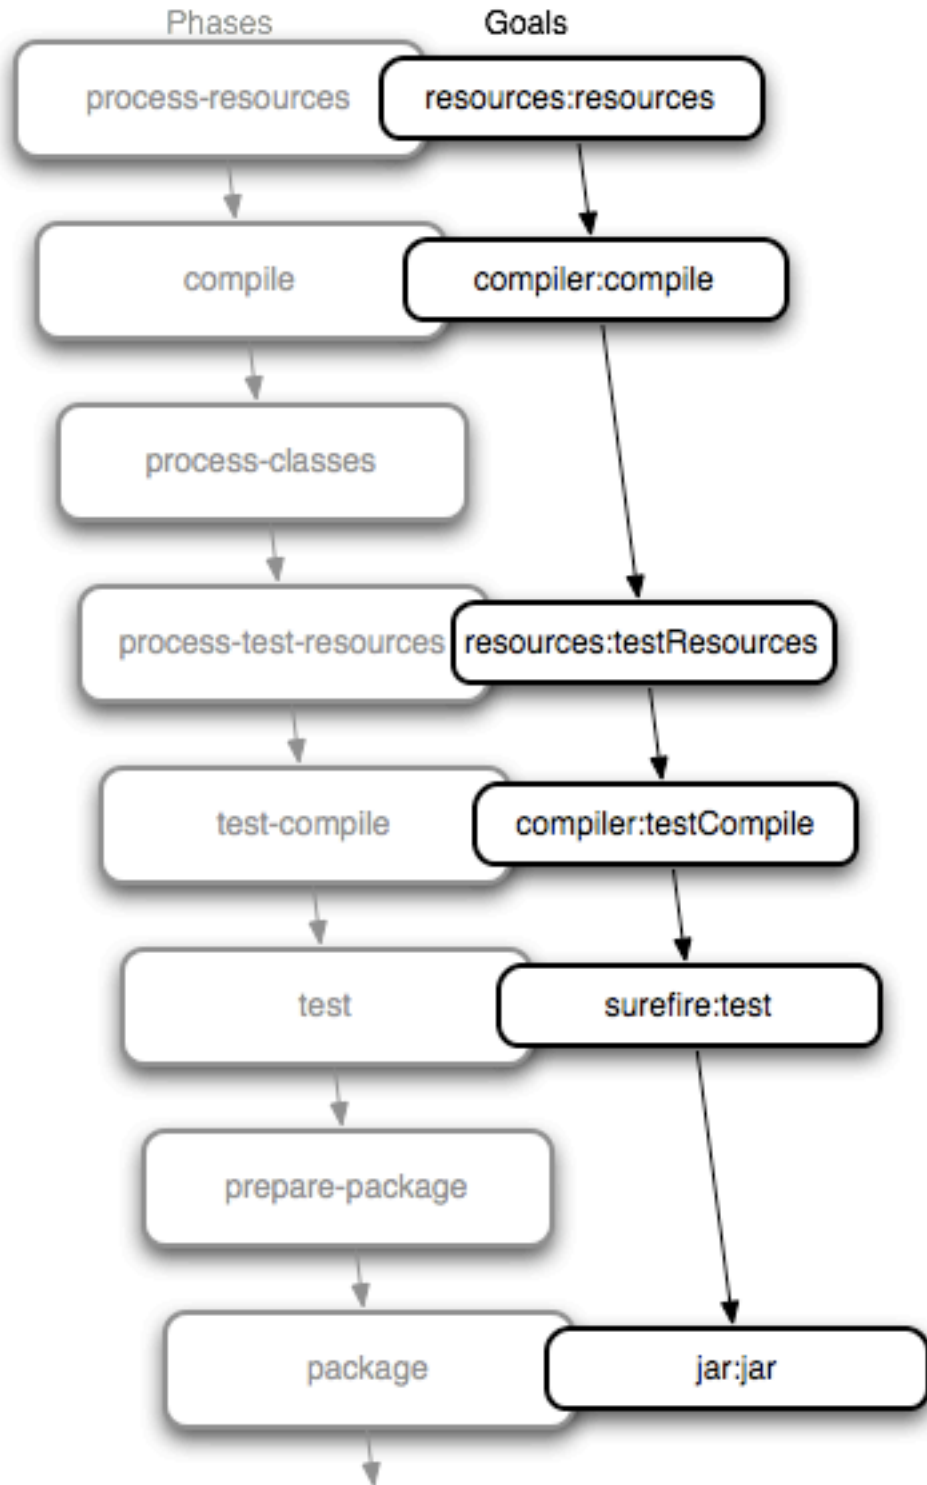 Phases Goals
process-resources resources:resources
compile compiler:compile
process-classes
process-test-resources resources:testResources
test-compile compiler:testCompile
test surefire:test
prepare-package
package jar:jar